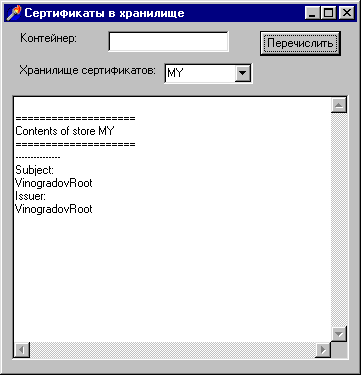 Сертификаты в хранилище
Контейнер:
Перечислить
Хранилище сертификатов: MY
====================
Contents of store MY
====================
---------------
Subject:
VinogradovRoot
Issuer:
VinogradovRoot